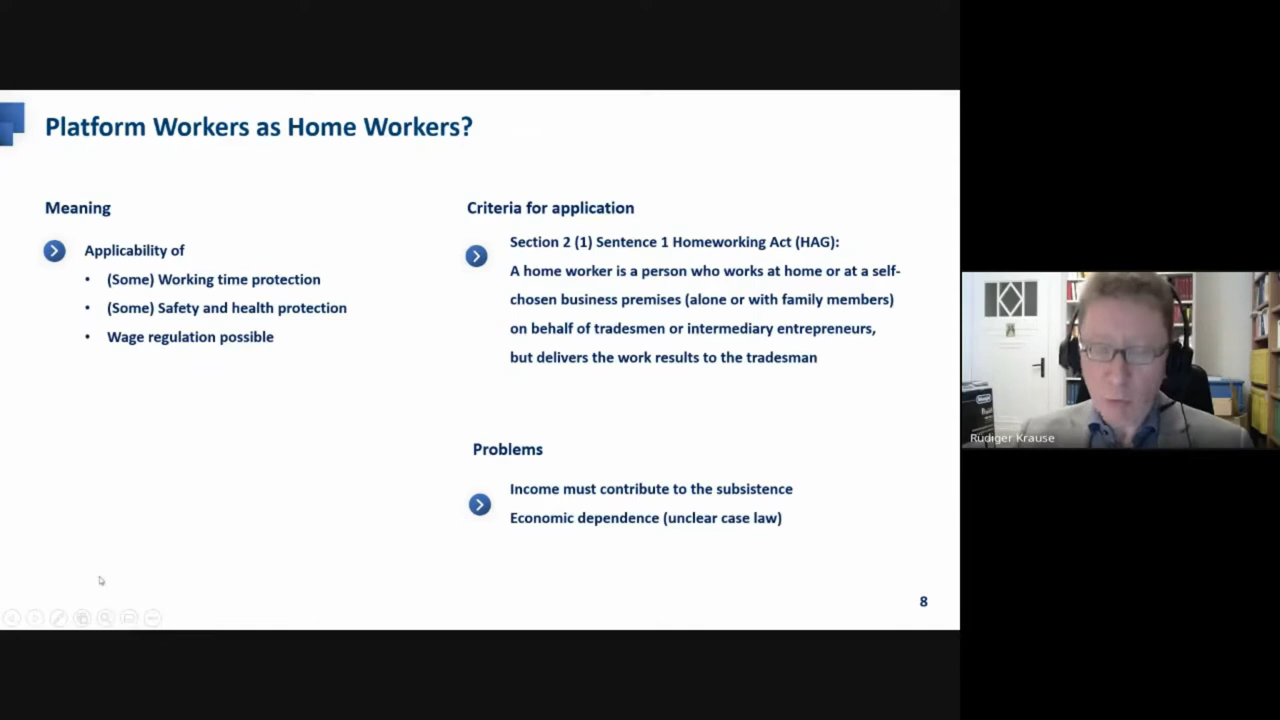 Platform Workers as Home Workers?
Meaning
Applicability of
• (Some) Working time protection
• (Some) Safety and health protection
• Wage regulation possible
Criteria for application
Section 2 (1) Sentence 1 Homeworking Act (HAG):
A home worker is a person who works at home or at a self-
chosen business premises (alone or with family members)
on behalf of tradesmen or intermediary entrepreneurs,
but delivers the work results to the tradesman
Problems
Income must contribute to the subsistence
Economic dependence (unclear case law)
8
Rüdiger Krause